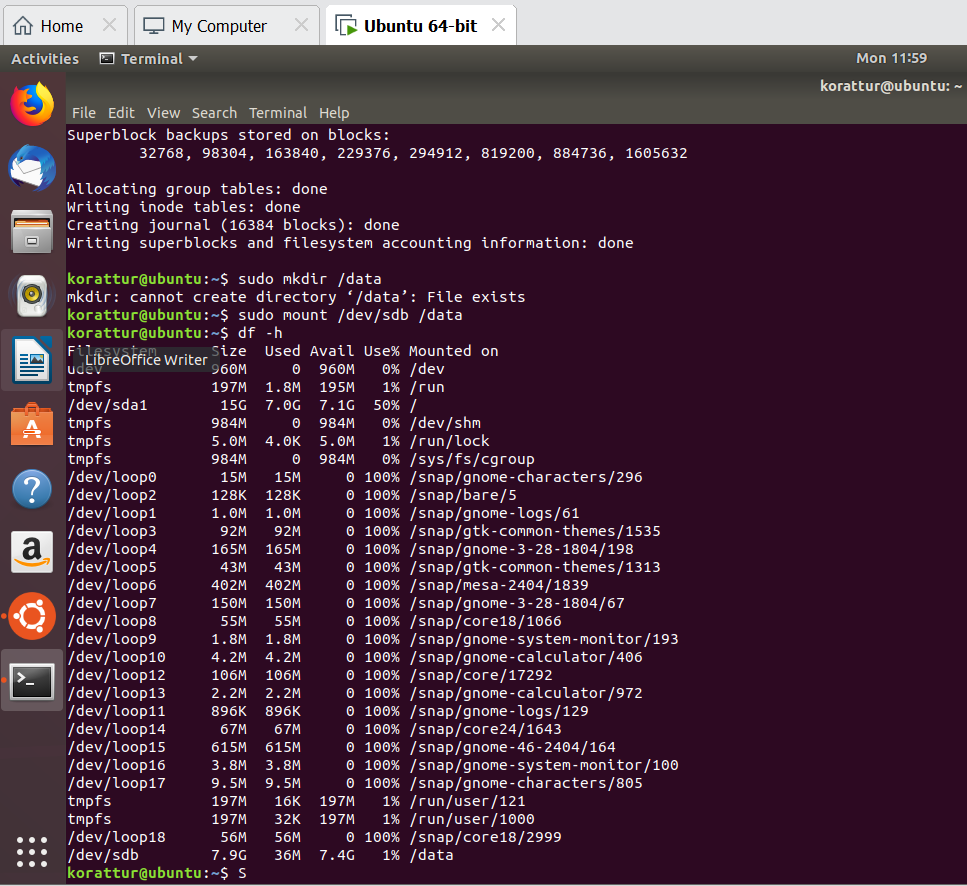 Home
My Computer
Ubuntu 64-bit
Activities
Terminal
Mon 11:59
korattur@ubuntu: ~
File Edit View Search Terminal Help
Superblock backups stored on blocks:
32768, 98304, 163840, 229376, 294912, 819200, 884736, 1605632
Allocating group tables: done
Writing inode tables: done
Creating journal (16384 blocks): done
Writing superblocks and filesystem accounting information: done
korattur@ubuntu:~$ sudo mkdir /data
mkdir: cannot create directory ‘/data’: File exists
korattur@ubuntu:~$ sudo mount /dev/sdb /data
korattur@ubuntu:~$ df -h
Filesystem Size Used Avail Use% Mounted on
LibreOffice Writer
udev 960M 0 960M 0% /dev
tmpfs 197M 1.8M 195M 1% /run
/dev/sda1 15G 7.0G 7.1G 50% /
tmpfs 984M 0 984M 0% /dev/shm
tmpfs 5.0M 4.0K 5.0M 1% /run/lock
tmpfs 984M 0 984M 0% /sys/fs/cgroup
/dev/loop0 15M 15M 0 100% /snap/gnome-characters/296
/dev/loop2 128K 128K 0 100% /snap/bare/5
/dev/loop1 1.0M 1.0M 0 100% /snap/gnome-logs/61
/dev/loop3 92M 92M 0 100% /snap/gtk-common-themes/1535
/dev/loop4 165M 165M 0 100% /snap/gnome-3-28-1804/198
/dev/loop5 43M 43M 0 100% /snap/gtk-common-themes/1313
/dev/loop6 402M 402M 0 100% /snap/mesa-2404/1839
/dev/loop7 150M 150M 0 100% /snap/gnome-3-28-1804/67
/dev/loop8 55M 55M 0 100% /snap/core18/1066
/dev/loop9 1.8M 1.8M 0 100% /snap/gnome-system-monitor/193
/dev/loop10 4.2M 4.2M 0 100% /snap/gnome-calculator/406
/dev/loop12 106M 106M 0 100% /snap/core/17292
/dev/loop13 2.2M 2.2M 0 100% /snap/gnome-calculator/972
/dev/loop11 896K 896K 0 100% /snap/gnome-logs/129
/dev/loop14 67M 67M 0 100% /snap/core24/1643
/dev/loop15 615M 615M 0 100% /snap/gnome-46-2404/164
/dev/loop16 3.8M 3.8M 0 100% /snap/gnome-system-monitor/100
/dev/loop17 9.5M 9.5M 0 100% /snap/gnome-characters/805
tmpfs 197M 16K 197M 1% /run/user/121
tmpfs 197M 32K 197M 1% /run/user/1000
/dev/loop18 56M 56M 0 100% /snap/core18/2999
/dev/sdb 7.9G 36M 7.4G 1% /data
korattur@ubuntu:~$ S